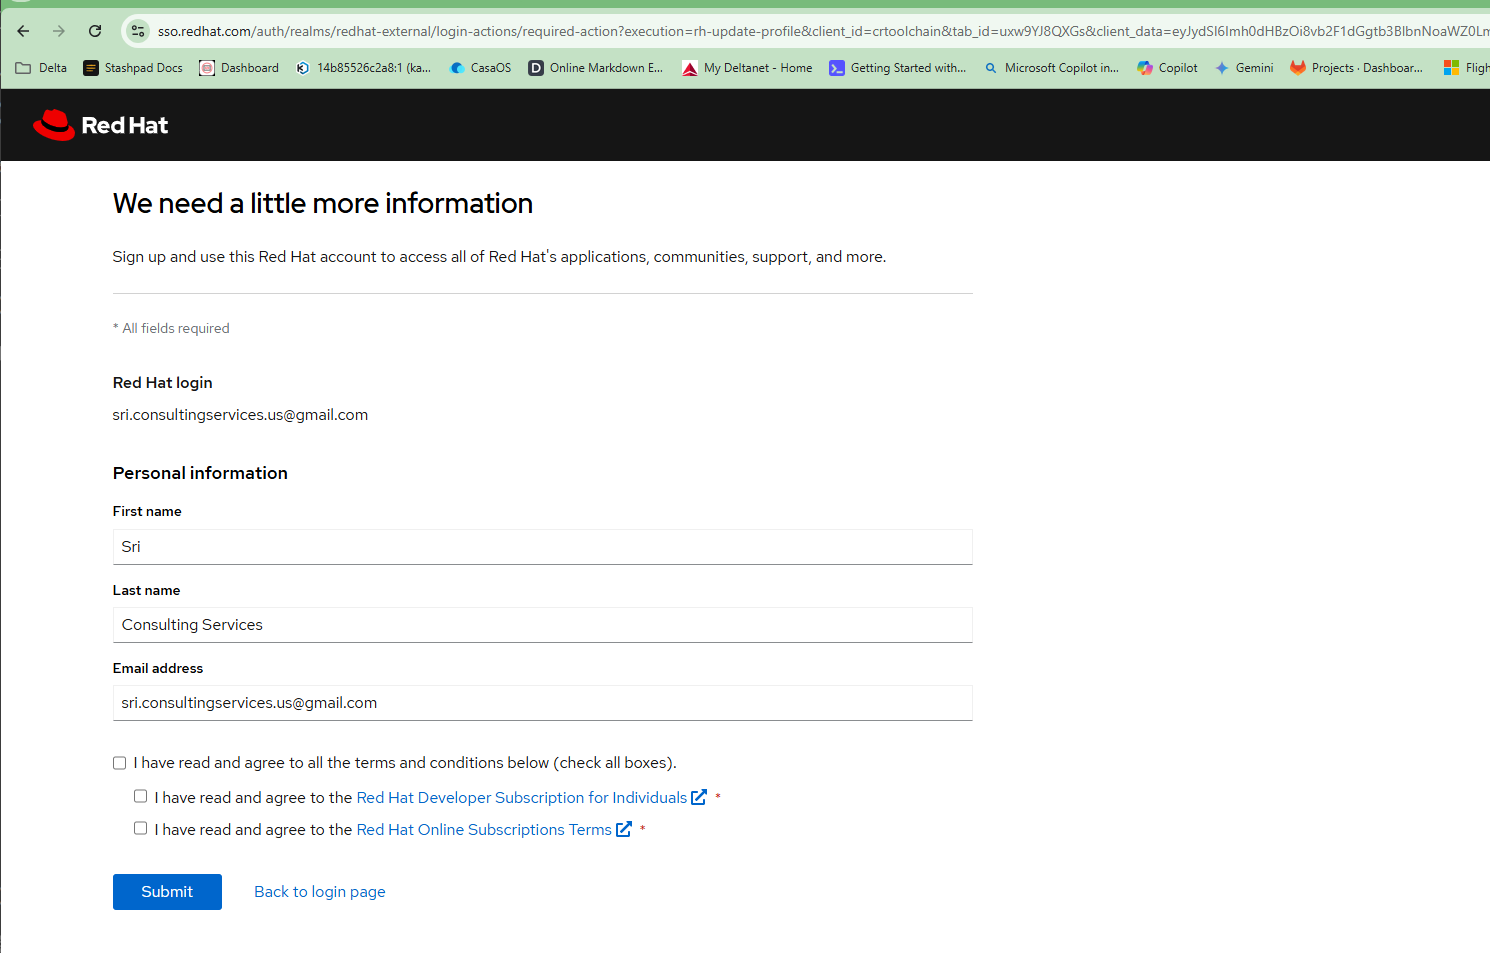 sso.redhat.com/auth/realms/redhat-external/login-actions/required-action?execution=rh-update-profile&client_id=crtoolchain&tab_id=uxw9YJ8QXGs&client_data=eyJydSI6Imh0dHBzOi8vb2F1dGgtb3BlbnNoaWZ0Lm
Delta Stashpad Docs Dashboard 14b85526c2a8:1 (ka... CasaOS Online Markdown E... My Deltanet - Home Getting Started with... Microsoft Copilot in... Copilot Gemini Projects · Dashboar... Fligh
Red Hat
We need a little more information
Sign up and use this Red Hat account to access all of Red Hat's applications, communities, support, and more.
* All fields required
Red Hat login
sri.consultingservices.us@gmail.com
Personal information
First name
Sri
Last name
Consulting Services
Email address
sri.consultingservices.us@gmail.com
I have read and agree to all the terms and conditions below (check all boxes).
I have read and agree to the Red Hat Developer Subscription for Individuals *
I have read and agree to the Red Hat Online Subscriptions Terms *
Submit Back to login page